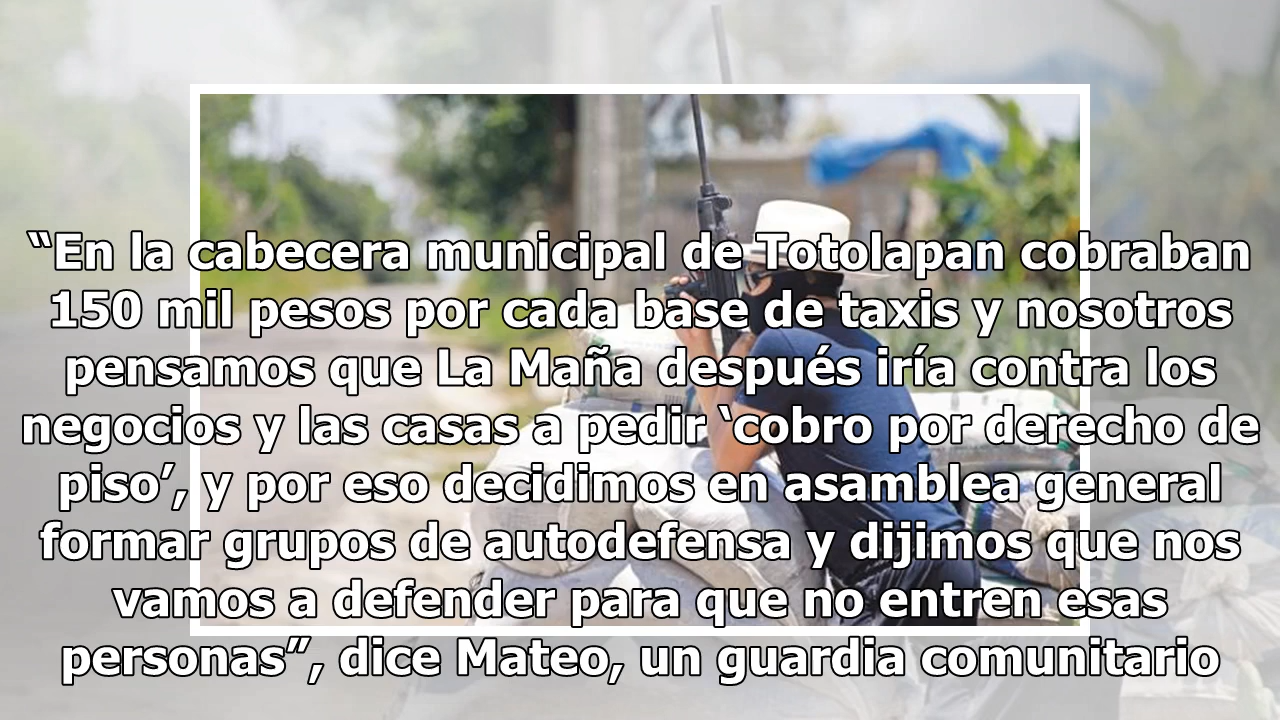 “En la cabecera municipal de Totolapan cobraban
150 mil pesos por cada base de taxis y nosotros
pensamos que La Maña después iría contra los
negocios y las casas a pedir ‘cobro por derecho de
piso’, y por eso decidimos en asamblea general
formar grupos de autodefensa y dijimos que nos
vamos a defender para que no entren esas
personas”, dice Mateo, un guardia comunitario